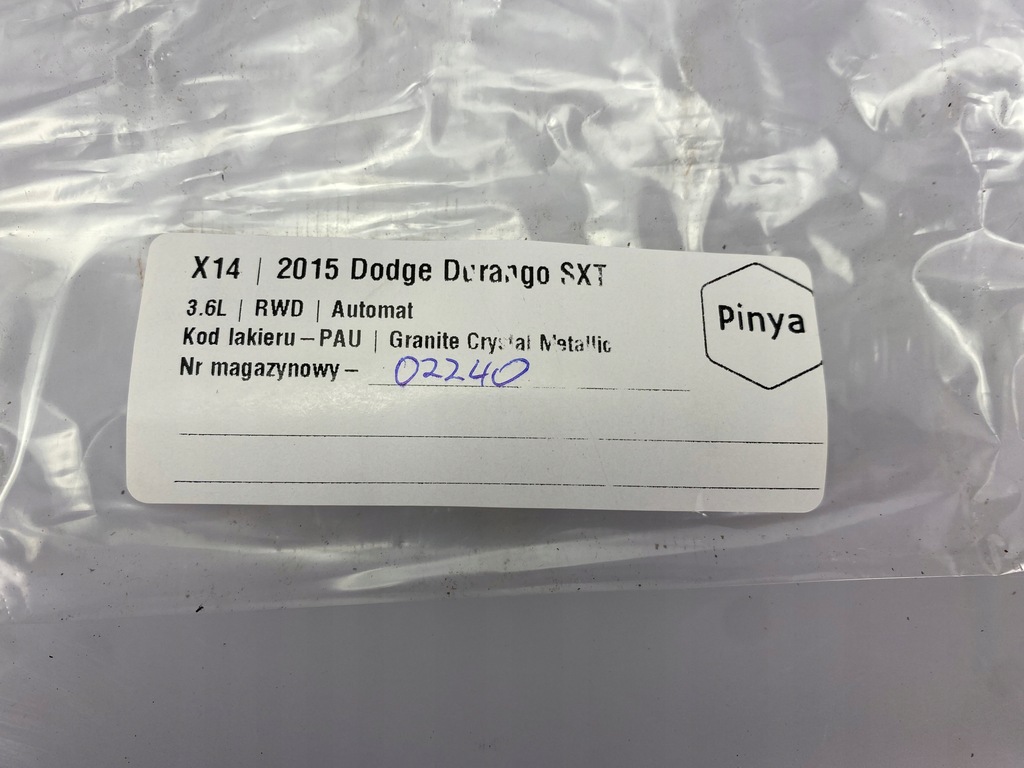 X14 | 2015 Dodge Durango SXT
3.6L | RWD | Automat
Kod lakieru – PAU | Granite Crystal Metallic
Nr magazynowy – 02240
Pinya